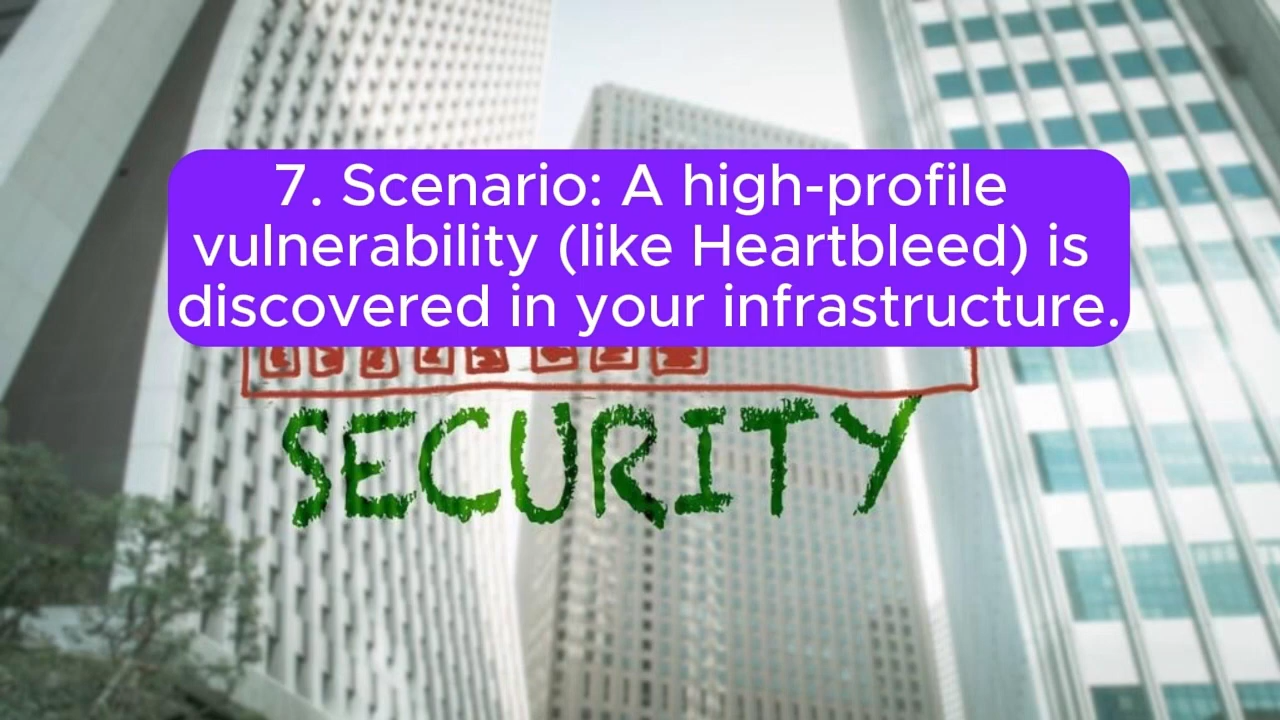 7. Scenario: A high-profile
vulnerability (like Heartbleed) is
discovered in your infrastructure.
SECURITY